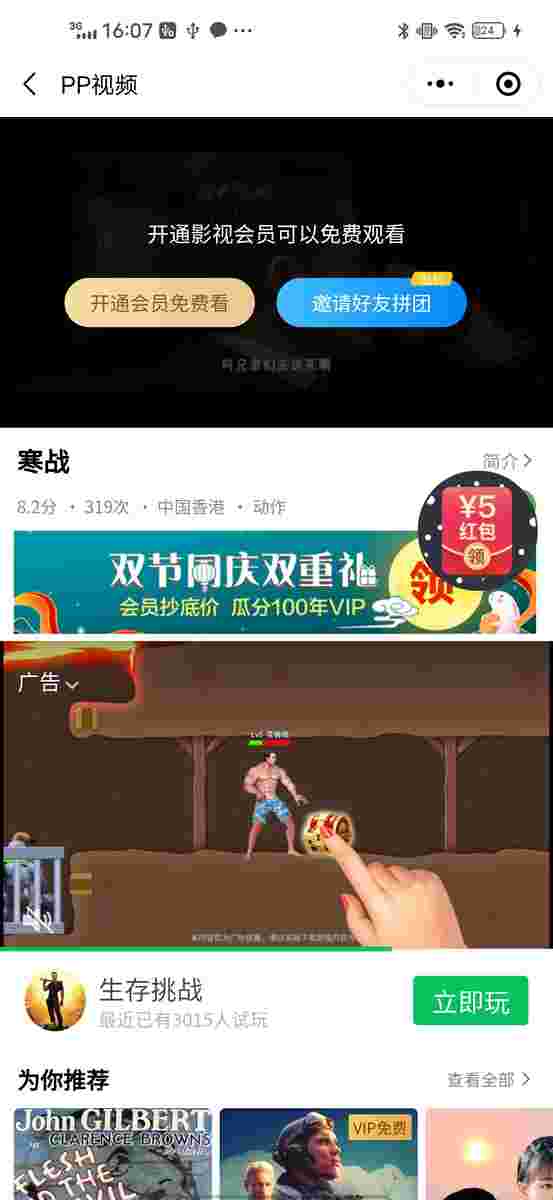 3G 16:07 24
PP视频
开通影视会员可以免费观看
开通会员免费看
邀请好友拼团
寒战
简介
8.2分 · 319次 · 中国香港 · 动作
¥5
红包
领
双节同庆双重礼
会员抄底价 瓜分100年VIP
领
广告
生存挑战
最近已有3015人试玩
立即玩
为你推荐
查看全部
John GILBERT
CLARENCE BROWN'S
FLESH
VIP免费